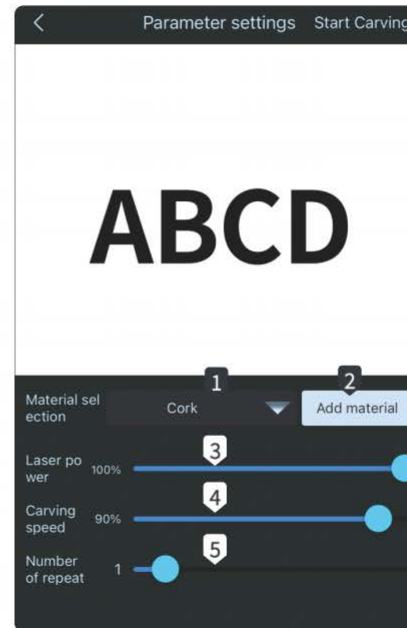 Parameter settings Start Carving
ABCD
1 2
Material sel
ection
Cork
Add material
3
Laser po
wer
100%
4
Carving
speed
90%
5
Number
of repeat
1